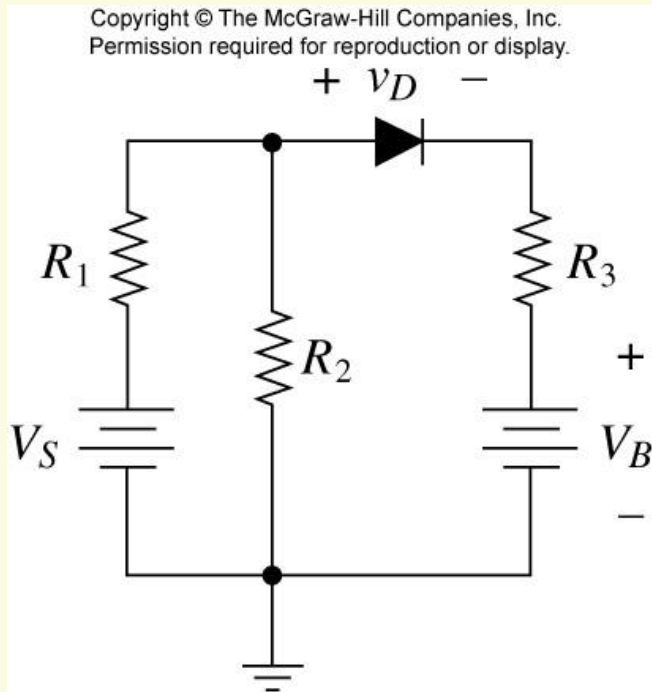 Copyright © The McGraw-Hill Companies, Inc.
Permission required for reproduction or display.
+ vD −
R1
R3
R2
+
VS
VB
−